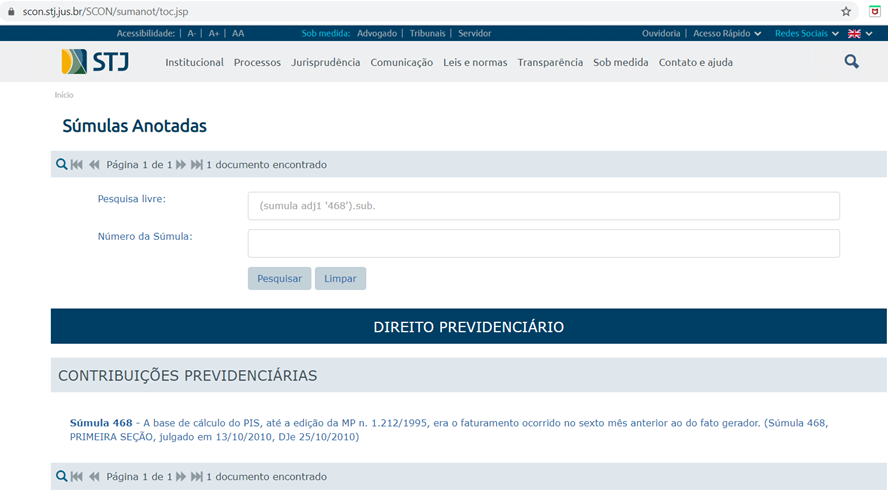 scon.stj.jus.br/SCON/sumanot/toc.jsp
Acessibilidade: | A- | A+ | AA Sob medida: Advogado | Tribunais | Servidor Ouvidoria | Acesso Rápido Redes Sociais
STJ Institucional Processos Jurisprudência Comunicação Leis e normas Transparência Sob medida Contato e ajuda
Início
Súmulas Anotadas
Página 1 de 1 1 documento encontrado
Pesquisa livre: (sumula adj1 '468').sub.
Número da Súmula:
Pesquisar Limpar
DIREITO PREVIDENCIÁRIO
CONTRIBUIÇÕES PREVIDENCIÁRIAS
Súmula 468 - A base de cálculo do PIS, até a edição da MP n. 1.212/1995, era o faturamento ocorrido no sexto mês anterior ao do fato gerador. (Súmula 468,
PRIMEIRA SEÇÃO, julgado em 13/10/2010, DJe 25/10/2010)
Página 1 de 1 1 documento encontrado